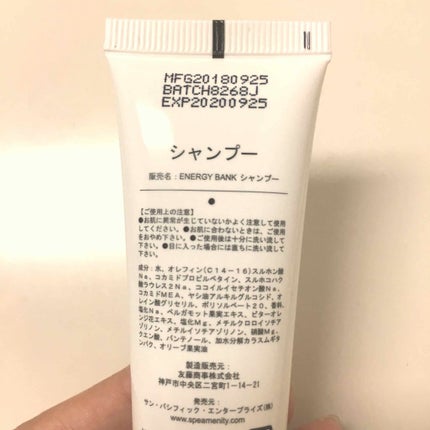 MFG20180925
BATCH8268J
EXP20200925
シャンプー
販売名：ENERGY BANK シャンプー
【ご使用上の注意】
●お肌に異常が生じていないかよく注意して使用
してください。●お肌に合わないときは、ご使用
をおやめ下さい。●ご使用後は十分に洗い流して
下さい。●目に入った場合には直ちに洗い流して
下さい。
成分：水、オレフィン(C14-16)スルホン酸
Na、コカミドプロピルベタイン、スルホコハク
酸ラウレス2Na、ココイルイセチオン酸Na、
コカミドMEA、ヤシ油アルキルグルコシド、オ
レイン酸グリセリル、ポリソルベート20、香料、
塩化Na、ベルガモット果実エキス、ビターオレ
ンジ花エキス、塩化Mg、メチルクロロイソチア
ゾリノン、メチルイソチアゾリノン、硝酸Mg、
クエン酸、パンテノール、加水分解カラスムギタ
ンパク、オリーブ果実油
製造販売元：
友藤商事株式会社
神戸市中央区二宮町1-14-21
発売元：
サン・パシフィック・エンタープライズ(株)
www.speamenity.com